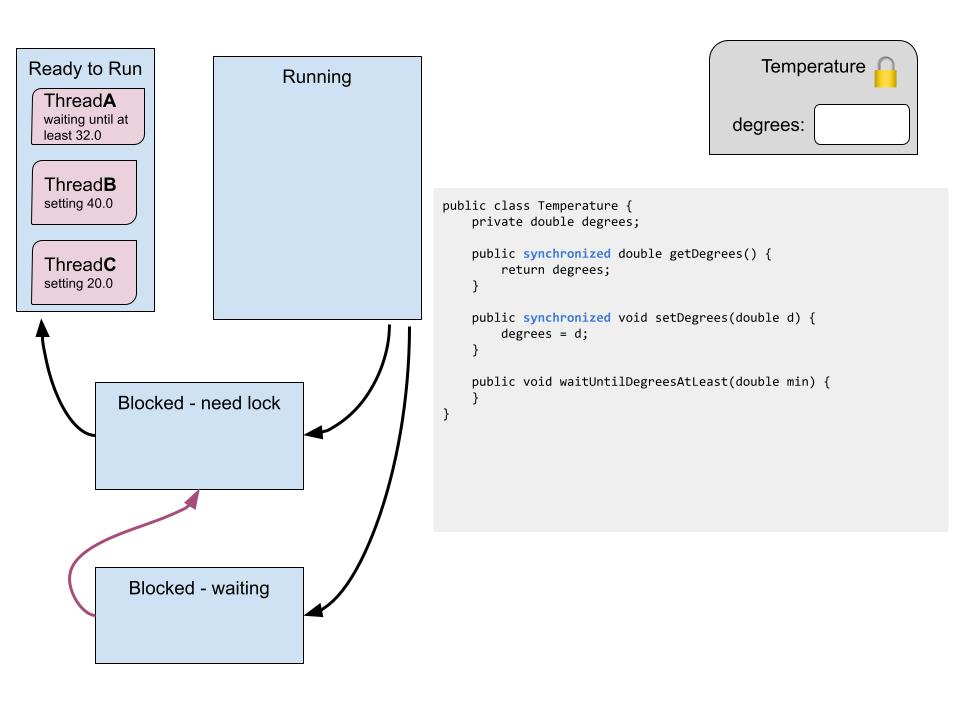 Ready to Run
ThreadA
waiting until at
least 32.0
ThreadB
setting 40.0
ThreadC
setting 20.0
Running
Temperature
degrees:
public class Temperature {
    private double degrees;

    public synchronized double getDegrees() {
        return degrees;
    }

    public synchronized void setDegrees(double d) {
        degrees = d;
    }

    public void waitUntilDegreesAtLeast(double min) {
    }
}
Blocked - need lock
Blocked - waiting